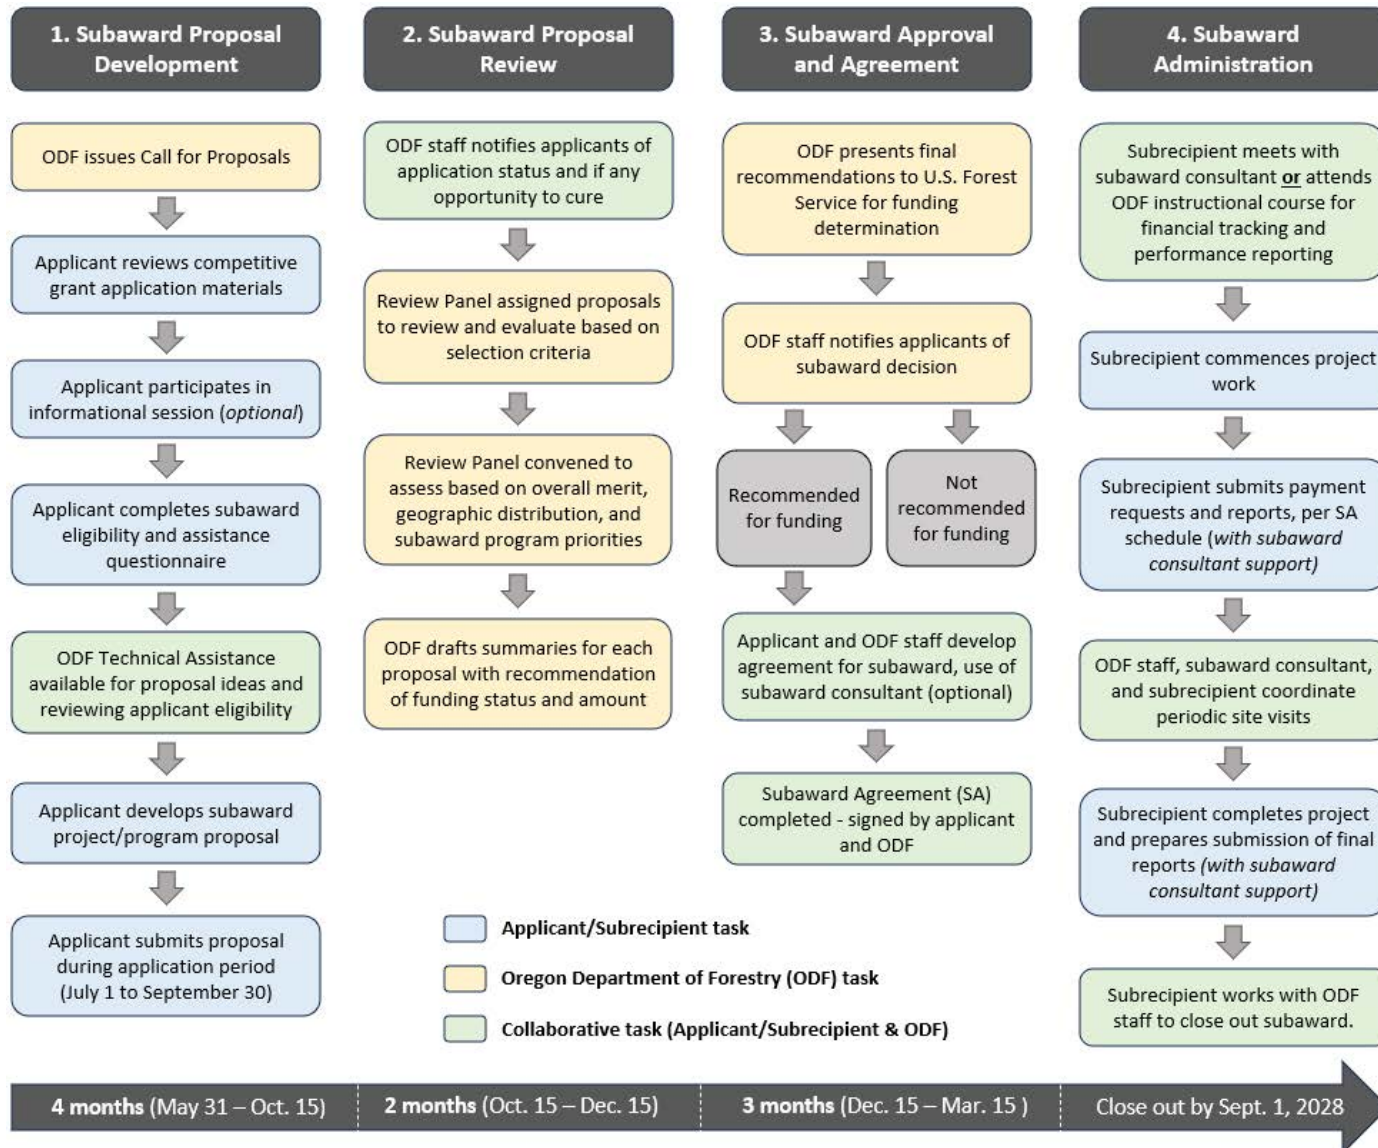 1. Subaward Proposal
Development
ODF issues Call for Proposals
Applicant reviews competitive
grant application materials
Applicant participates in
informational session (optional)
Applicant completes subaward
eligibility and assistance
questionnaire
ODF Technical Assistance
available for proposal ideas and
reviewing applicant eligibility
Applicant develops subaward
project/program proposal
Applicant submits proposal
during application period
(July 1 to September 30)
2. Subaward Proposal
Review
ODF staff notifies applicants of
application status and if any
opportunity to cure
Review Panel assigned proposals
to review and evaluate based on
selection criteria
Review Panel convened to
assess based on overall merit,
geographic distribution, and
subaward program priorities
ODF drafts summaries for each
proposal with recommendation
of funding status and amount
3. Subaward Approval
and Agreement
ODF presents final
recommendations to U.S. Forest
Service for funding
determination
ODF staff notifies applicants of
subaward decision
Recommended
for funding
Not
recommended
for funding
Applicant and ODF staff develop
agreement for subaward, use of
subaward consultant (optional)
Subaward Agreement (SA)
completed - signed by applicant
and ODF
4. Subaward
Administration
Subrecipient meets with
subaward consultant or attends
ODF instructional course for
financial tracking and
performance reporting
Subrecipient commences project
work
Subrecipient submits payment
requests and reports, per SA
schedule (with subaward
consultant support)
ODF staff, subaward consultant,
and subrecipient coordinate
periodic site visits
Subrecipient completes project
and prepares submission of final
reports (with subaward
consultant support)
Subrecipient works with ODF
staff to close out subaward.
Applicant/Subrecipient task
Oregon Department of Forestry (ODF) task
Collaborative task (Applicant/Subrecipient & ODF)
4 months (May 31 – Oct. 15)
2 months (Oct. 15 – Dec. 15)
3 months (Dec. 15 – Mar. 15 )
Close out by Sept. 1, 2028